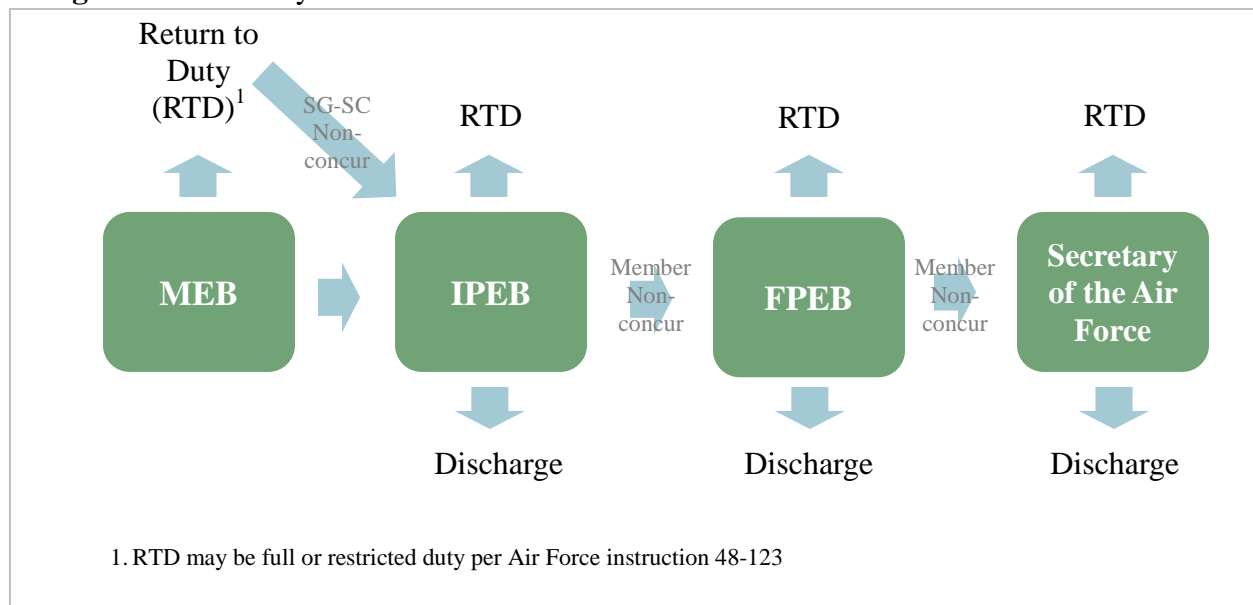 Return to
Duty
(RTD)1
SG-SC
Non-
concur
RTD
RTD
RTD
MEB
IPEB
Member
Non-
concur
FPEB
Member
Non-
concur
Secretary
of the Air
Force
Discharge
Discharge
Discharge
1. RTD may be full or restricted duty per Air Force instruction 48-123